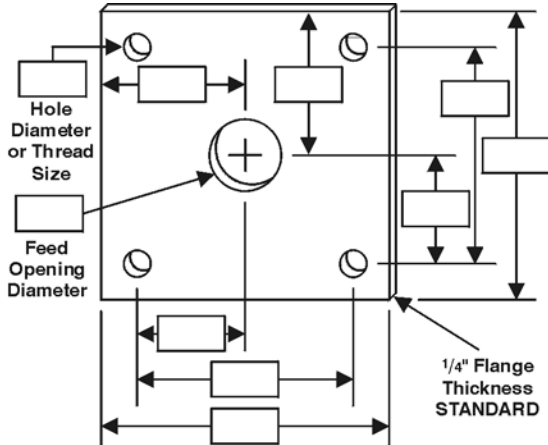 Hole
Diameter
or Thread
Size
Feed
Opening
Diameter
1/4" Flange
Thickness
STANDARD